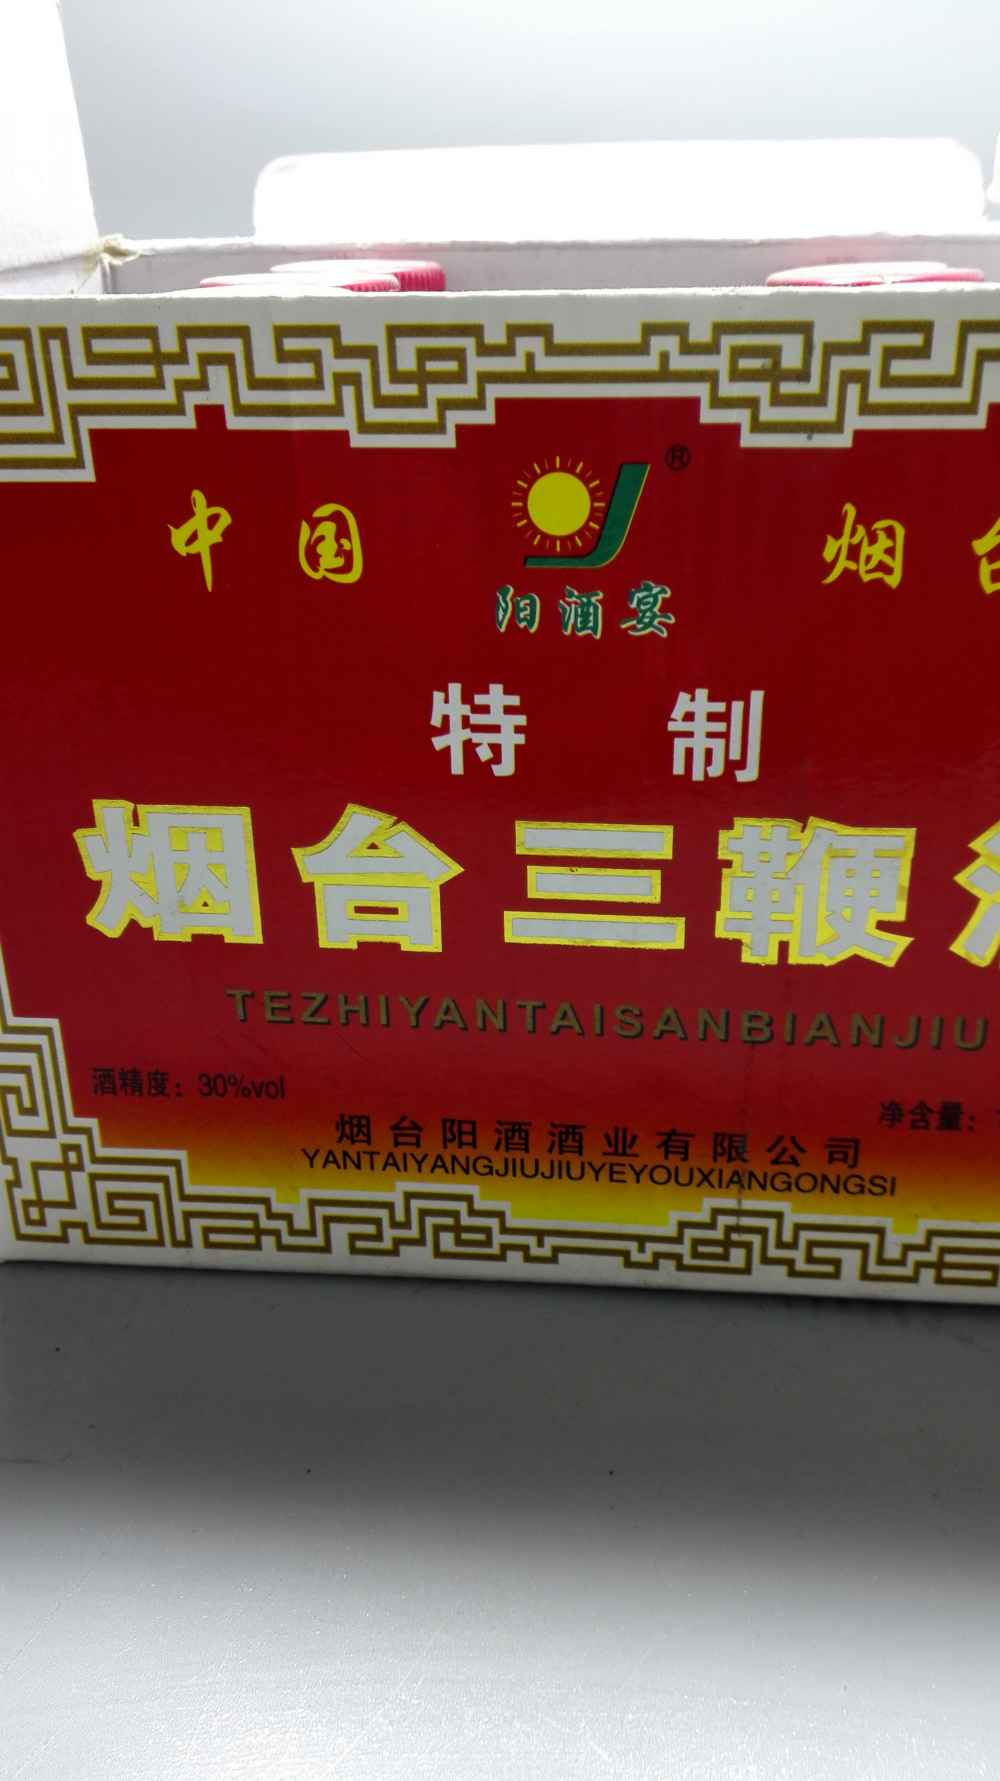 中国 烟台
®
阳酒宴
特制
烟台三鞭酒
TEZHIYANTAISANBIANJIU
酒精度：30%vol
净含量：
烟台阳酒酒业有限公司
YANTAIYANGJIUJIUYEYOUXIANGONGSI